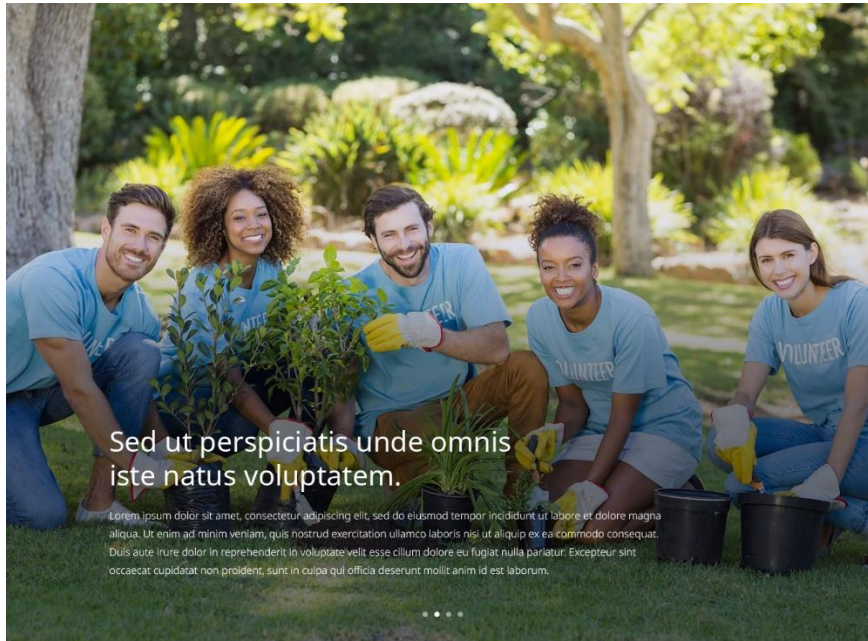 VOLUNTEER
VOLUNTEER
Sed ut perspiciatis unde omnis
iste natus voluptatem.
Lorem ipsum dolor sit amet, consectetur adipiscing elit, sed do eiusmod tempor incididunt ut labore et dolore magna
aliqua. Ut enim ad minim veniam, quis nostrud exercitation ullamco laboris nisi ut aliquip ex ea commodo consequat.
Duis aute irure dolor in reprehenderit in voluptate velit esse cillum dolore eu fugiat nulla pariatur. Excepteur sint
occaecat cupidatat non proident, sunt in culpa qui officia deserunt mollit anim id est laborum.